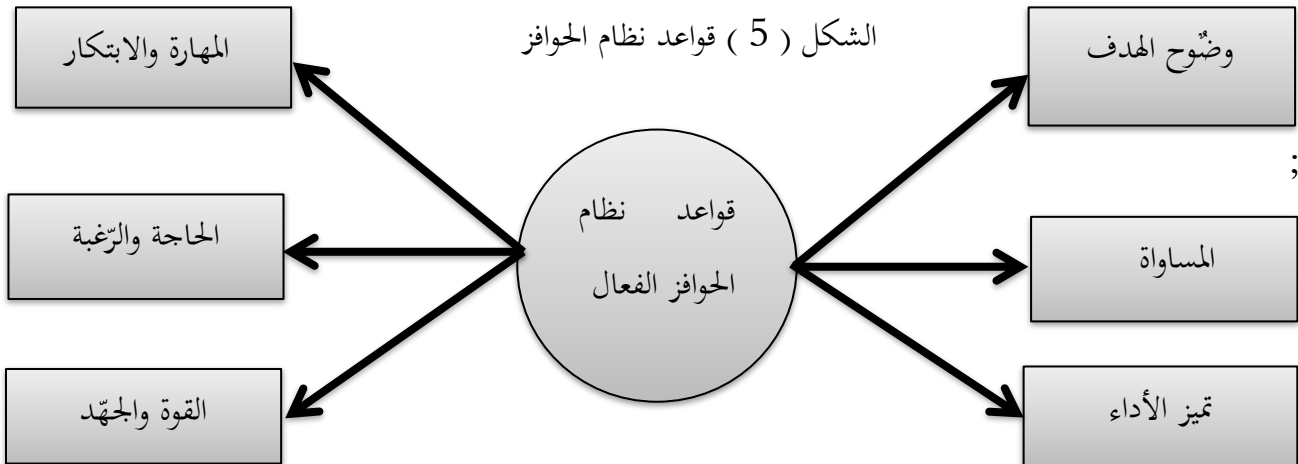 الشكل ( 5 ) قواعد نظام الحوافز
وضٌوح الهدف
المهارة والابتكار
;
قواعد نظام
الحوافز الفعال
المساواة
الحاجة والرّغبة
تميز الأداء
القوة والجهّد